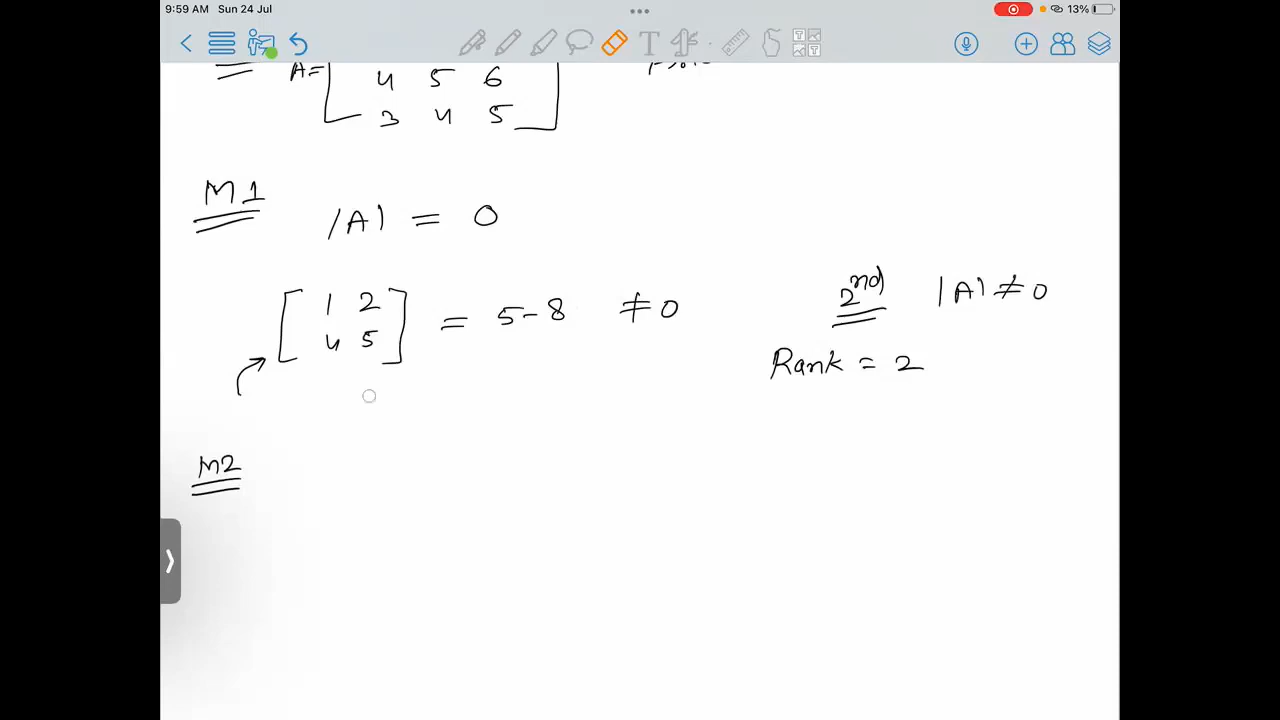 9:59 AM Sun 24 Jul
13%
T
A=
4 5 6
3 4 5
M1
|A| = 0
1 2
4 5
= 5-8 ≠0
2nd |A| ≠ 0
Rank = 2
M2